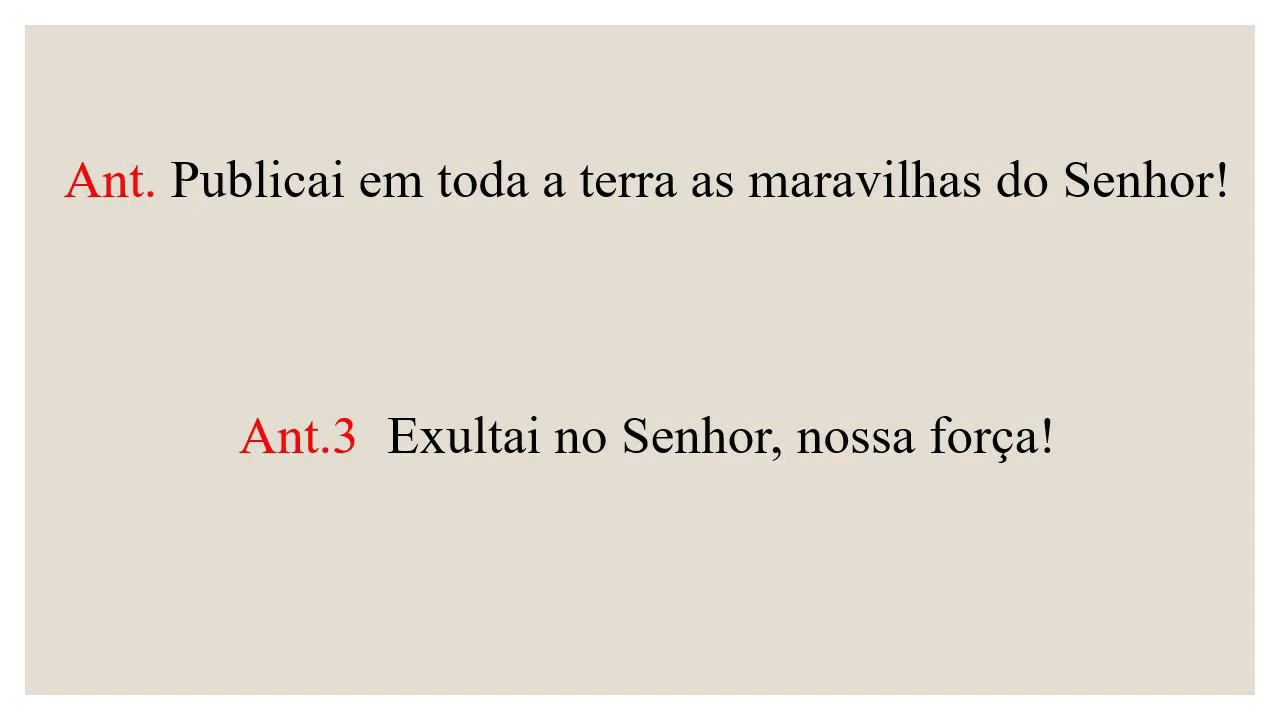 Ant. Publicai em toda a terra as maravilhas do Senhor!
Ant.3 Exultai no Senhor, nossa força!